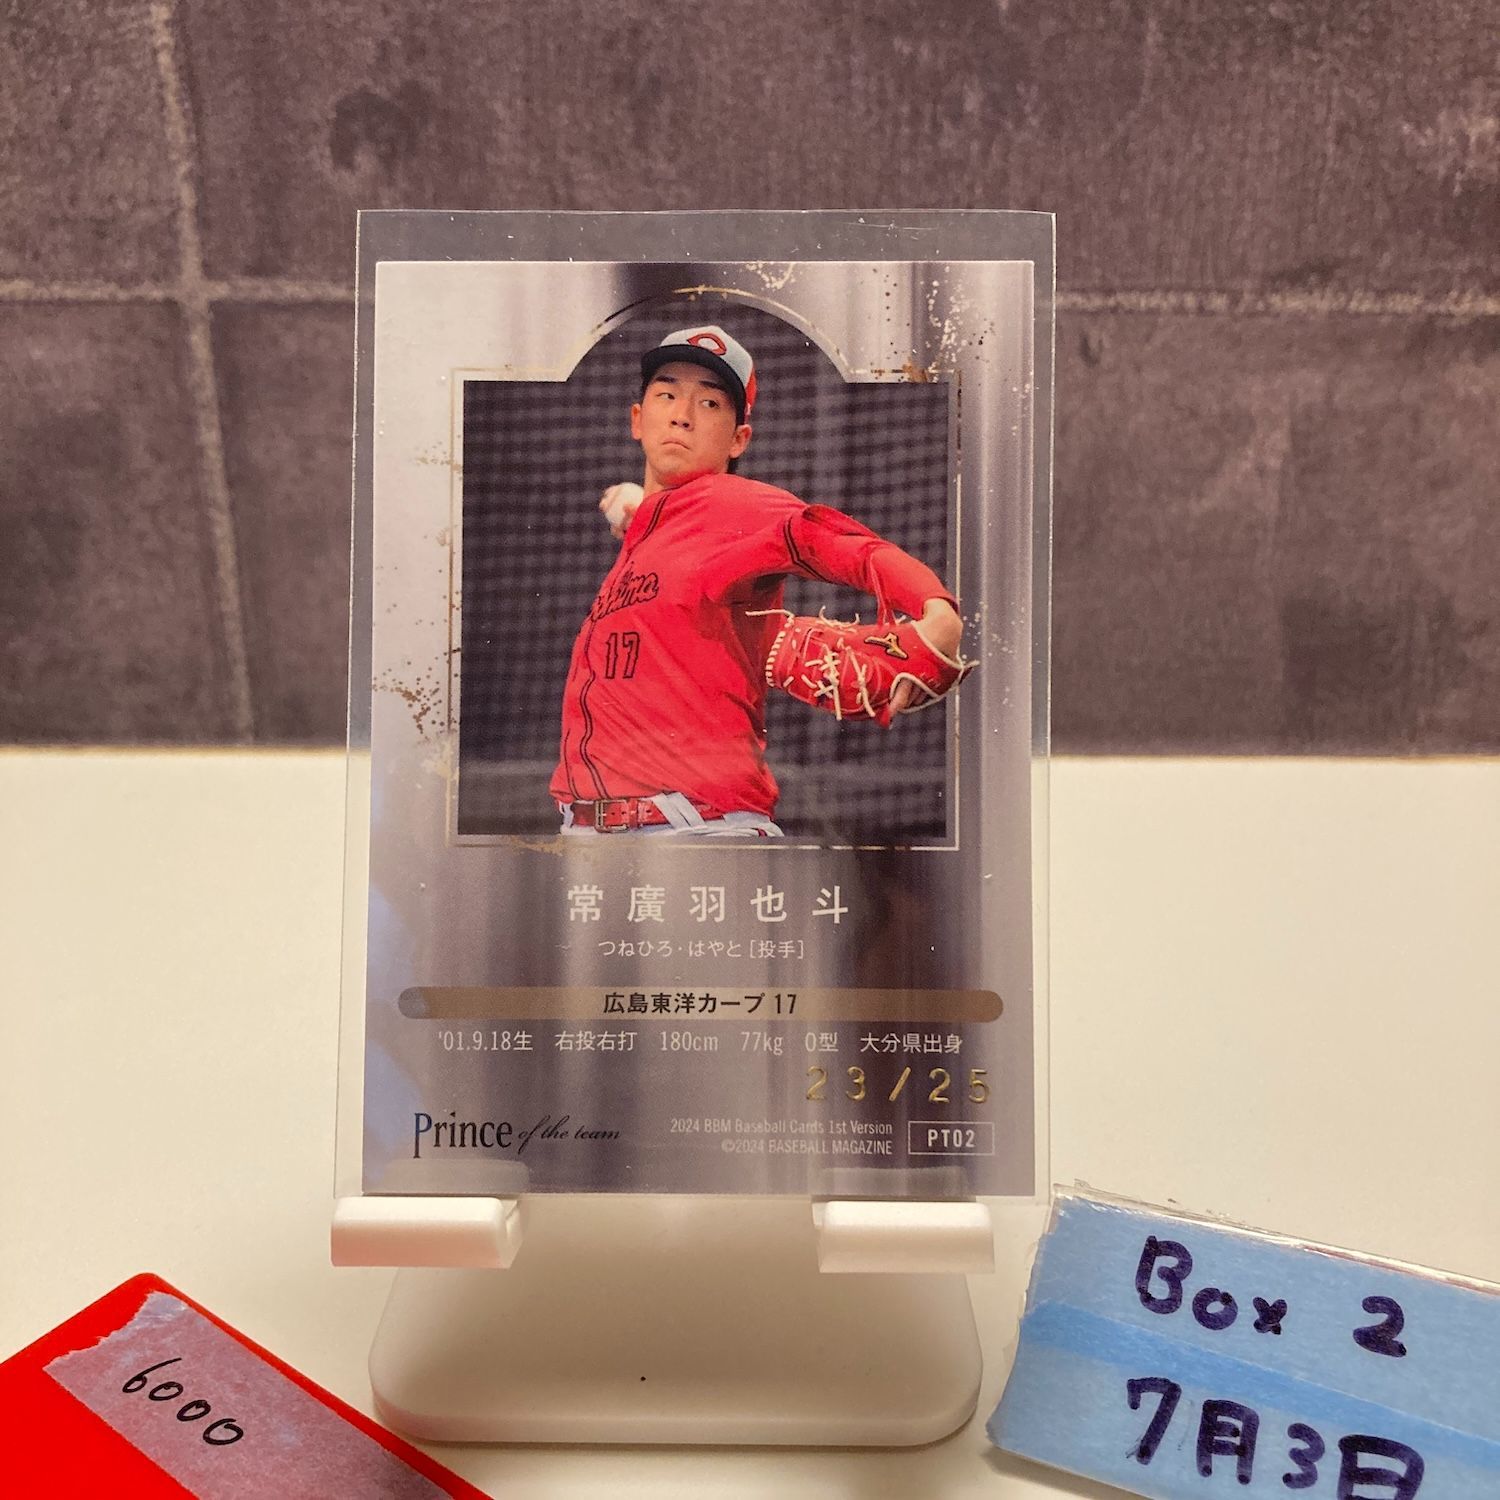 17
常廣羽也斗
つねひろ・はやと [投手]
広島東洋カープ 17
'01.9.18生 右投右打 180cm 77kg O型 大分県出身
23/25
Prince of the team
2024 BBM Baseball Cards 1st Version
©2024 BASEBALL MAGAZINE
PT02
6000
Box 2
7月3日